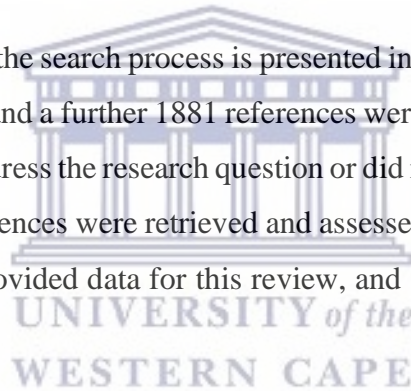 the search process is presented in
nd a further 1881 references were
ress the research question or did
ences were retrieved and assesse
ovided data for this review, and
UNIVERSITY of the
WESTERN CAPE